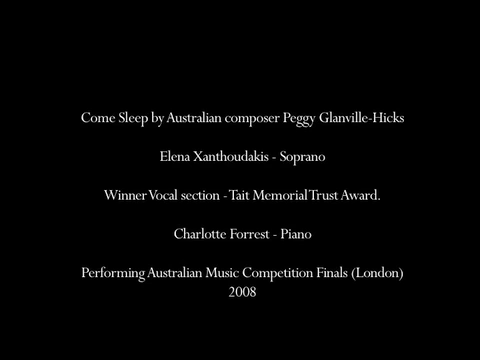 Come Sleep by Australian composer Peggy Glanville-Hicks
Elena Xanthoudakis - Soprano
Winner Vocal section - Tait Memorial Trust Award.
Charlotte Forrest - Piano
Performing Australian Music Competition Finals (London)
2008